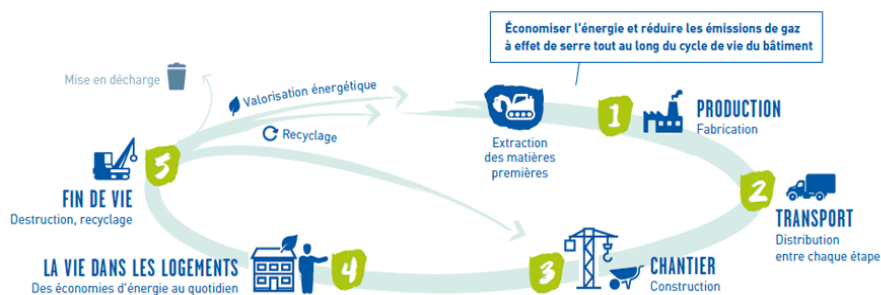 Économiser l'énergie et réduire les émissions de gaz
à effet de serre tout au long du cycle de vie du bâtiment
Mise en décharge
Valorisation énergétique
Recyclage
Extraction
des matières
premières
1
PRODUCTION
Fabrication
2
TRANSPORT
Distribution
entre chaque étape
3
CHANTIER
Construction
4
LA VIE DANS LES LOGEMENTS
Des économies d'énergie au quotidien
5
FIN DE VIE
Destruction, recyclage